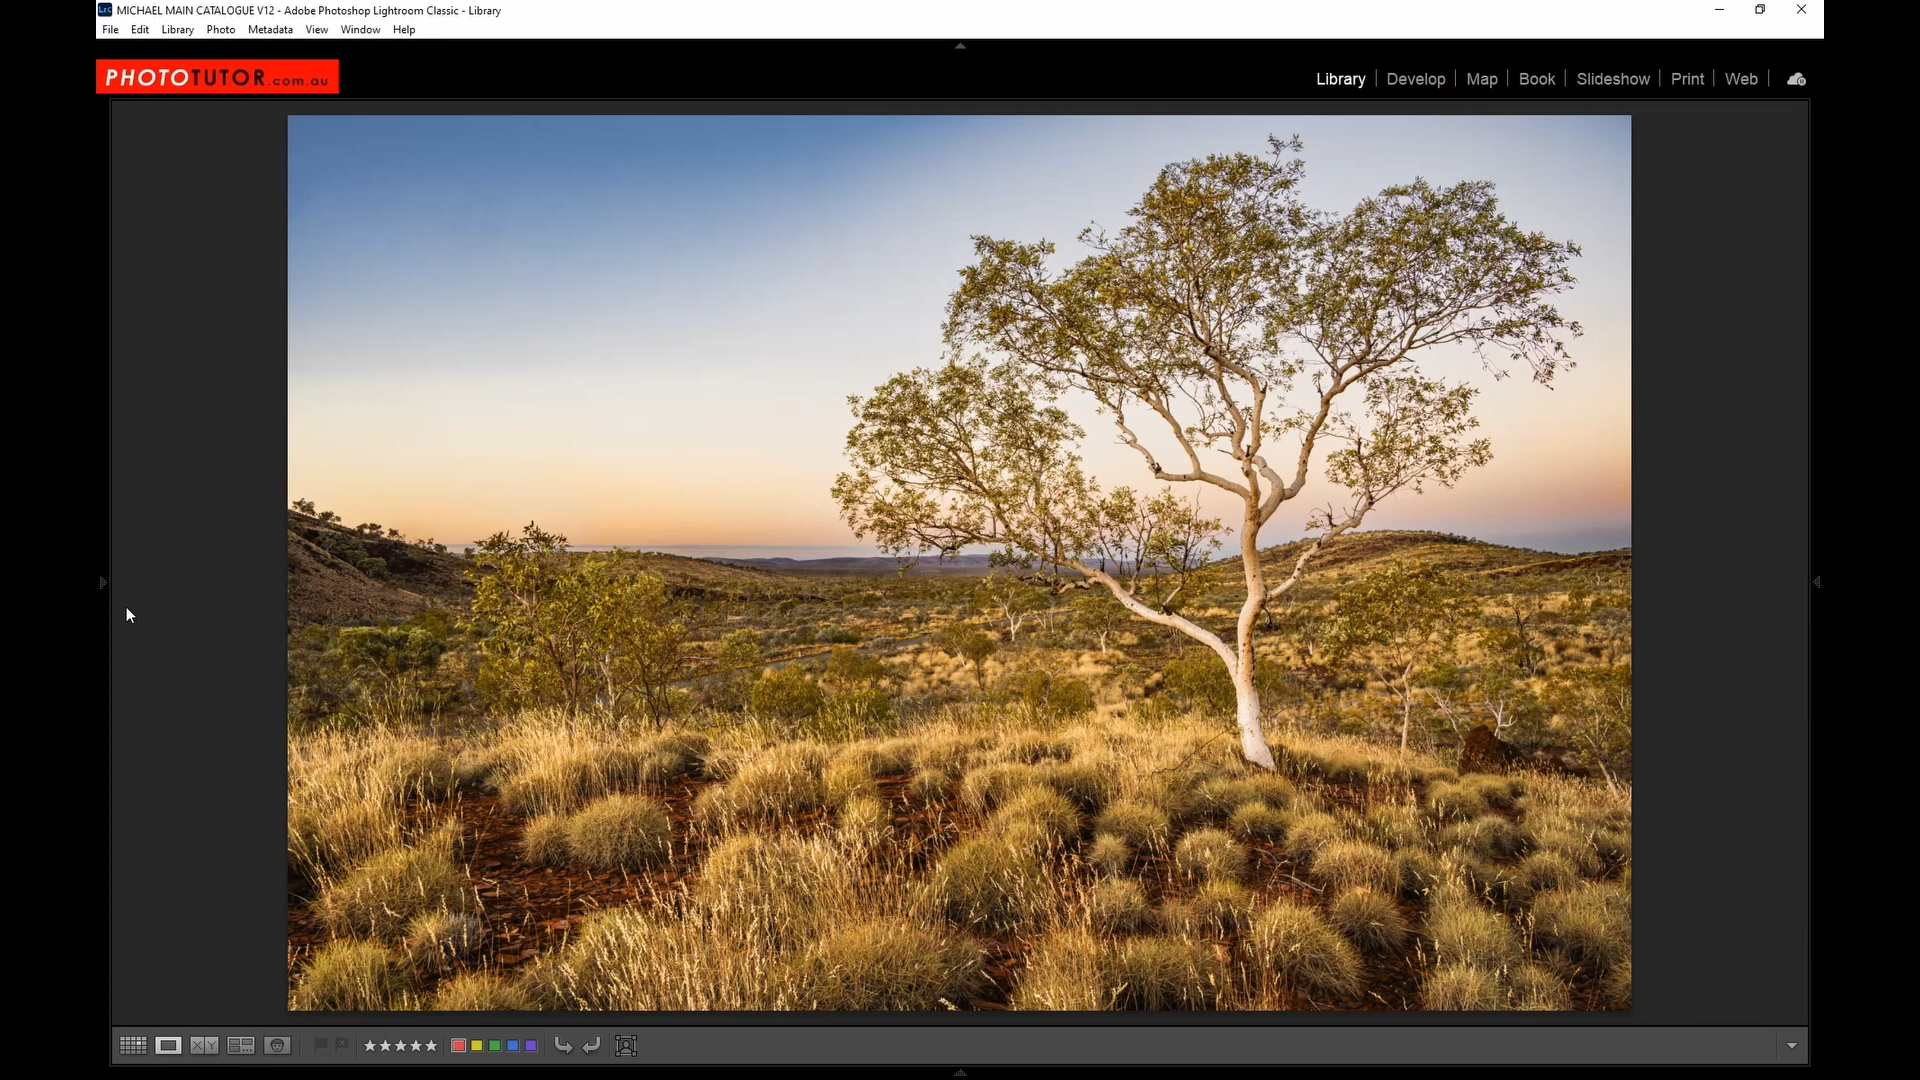 LrC MICHAEL MAIN CATALOGUE V12 - Adobe Photoshop Lightroom Classic - Library
File Edit Library Photo Metadata View Window Help
PHOTOTUTOR.com.au
Library Develop Map Book Slideshow Print Web
X Y